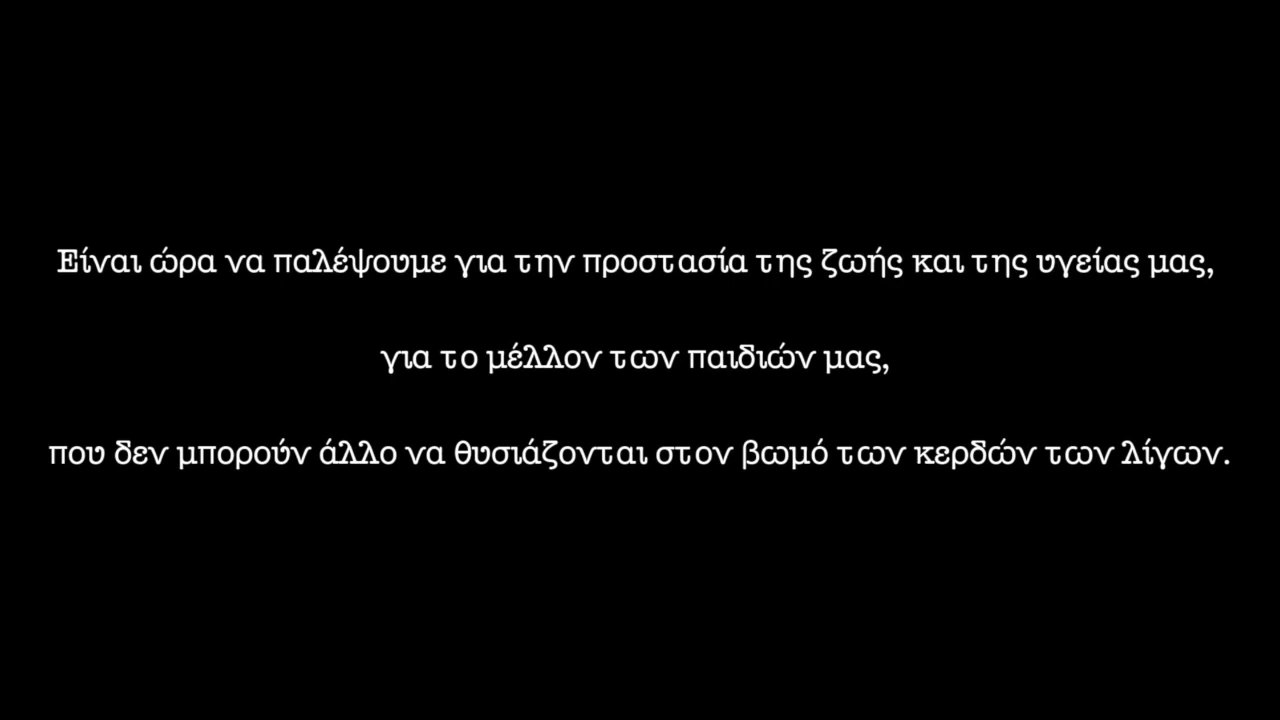 Είναι ώρα να παλέψουμε για την προστασία της ζωής και της υγείας μας,
για το μέλλον των παιδιών μας,
που δεν μπορούν άλλο να θυσιάζονται στον βωμό των κερδών των λίγων.